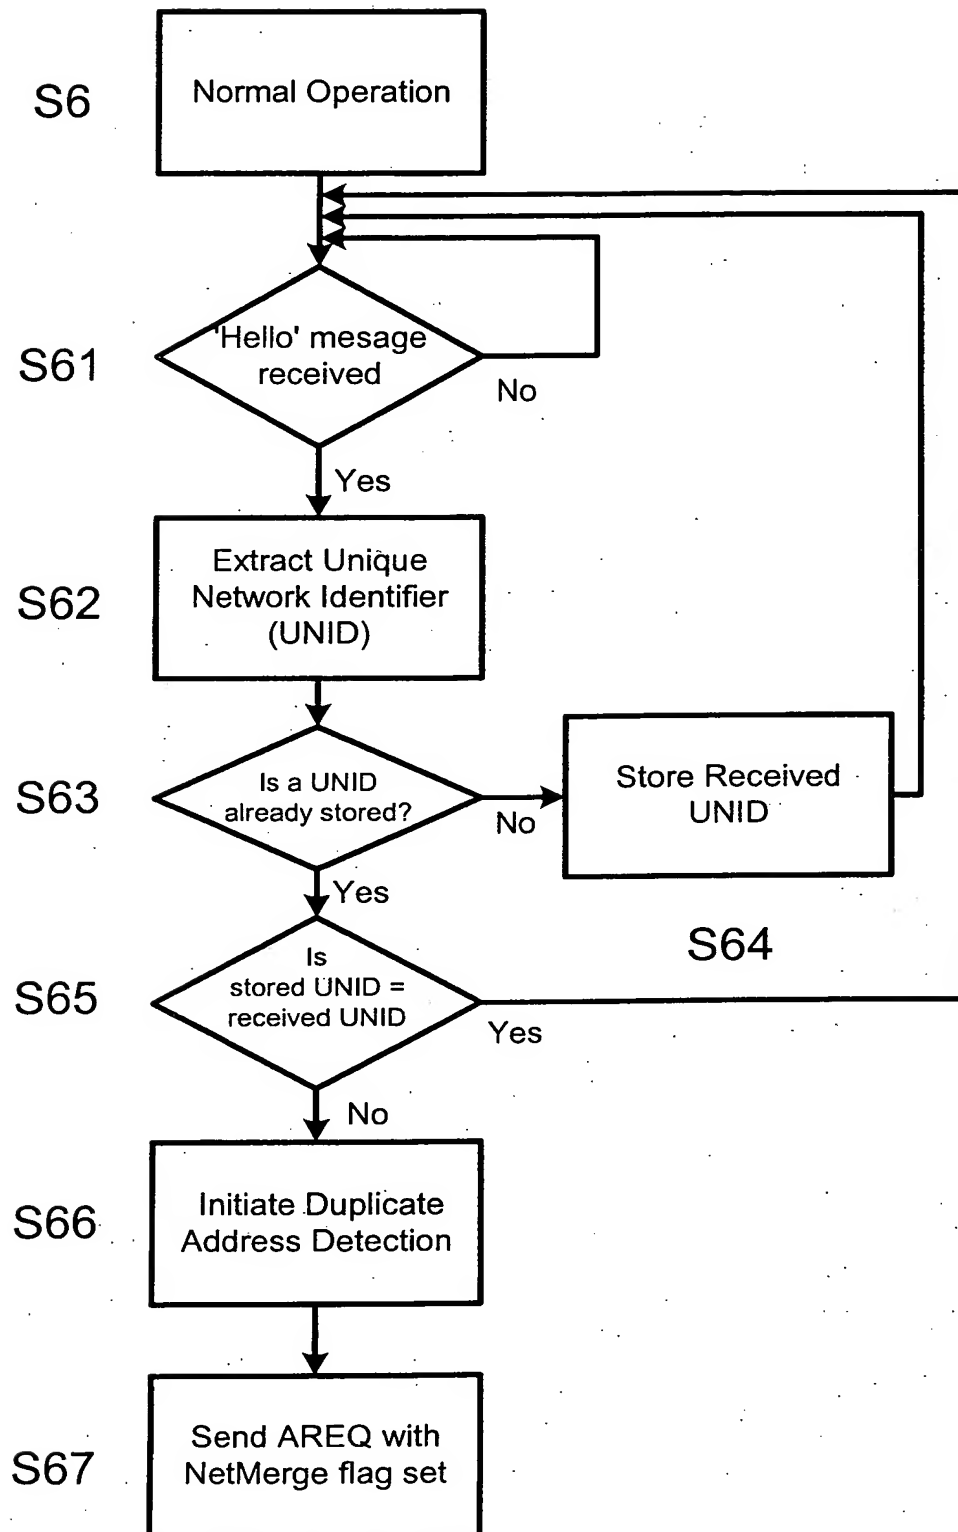 S6
Normal Operation
S61
'Hello' mesage
received
No
Yes
S62
Extract Unique
Network Identifier
(UNID)
S63
Is a UNID
already stored?
No
Store Received
UNID
Yes
S64
S65
Is
stored UNID =
received UNID
Yes
No
S66
Initiate Duplicate
Address Detection
S67
Send AREQ with
NetMerge flag set